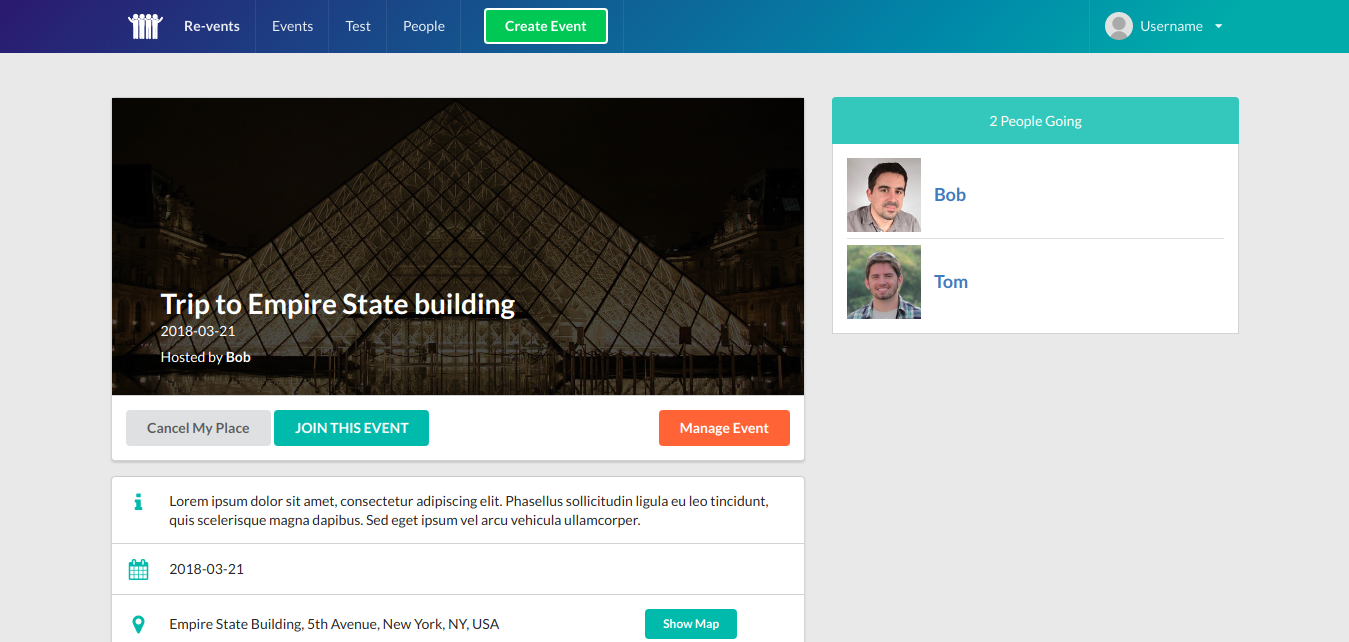 Re-vents
Events
Test
People
Create Event
Username
Trip to Empire State building
2018-03-21
Hosted by Bob
Cancel My Place
JOIN THIS EVENT
Manage Event
Lorem ipsum dolor sit amet, consectetur adipiscing elit. Phasellus sollicitudin ligula eu leo tincidunt,
quis scelerisque magna dapibus. Sed eget ipsum vel arcu vehicula ullamcorper.
2018-03-21
Empire State Building, 5th Avenue, New York, NY, USA
Show Map
2 People Going
Bob
Tom